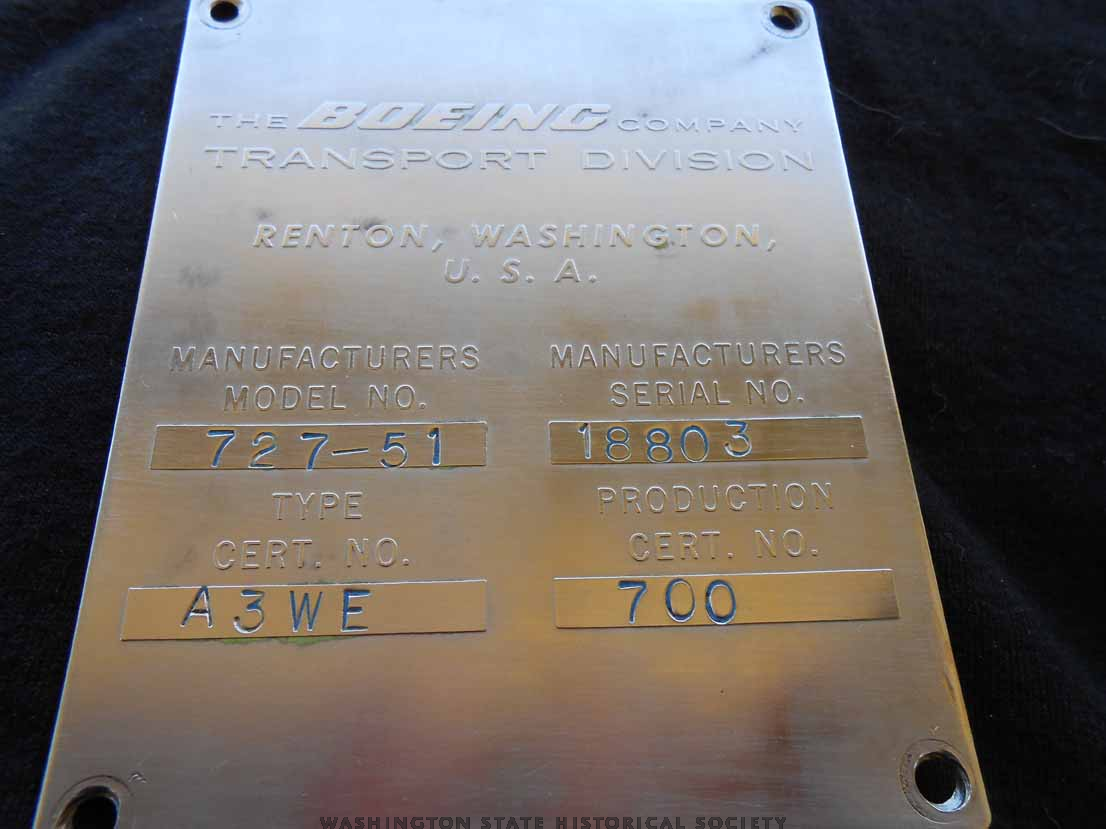 THE BOEING COMPANY
TRANSPORT DIVISION
RENTON, WASHINGTON,
U. S. A.
MANUFACTURERS
MODEL NO.
727-51
MANUFACTURERS
SERIAL NO.
18803
TYPE
CERT. NO.
A3WE
PRODUCTION
CERT. NO.
700
WASHINGTON STATE HISTORICAL SOCIETY